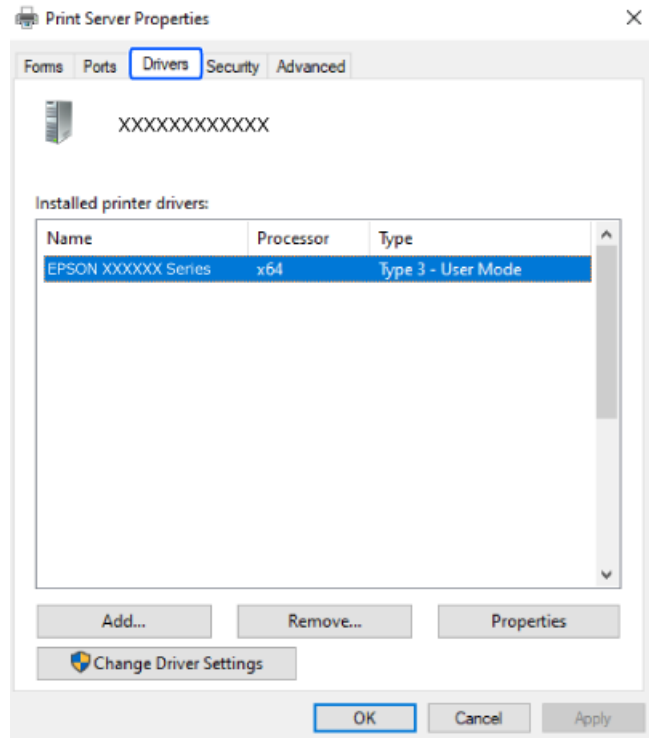 Print Server Properties
Forms Ports Drivers Security Advanced
XXXXXXXXXXXX
Installed printer drivers:
Name Processor Type
EPSON XXXXXX Series x64 Type 3 - User Mode
Add... Remove... Properties
Change Driver Settings
OK Cancel Apply